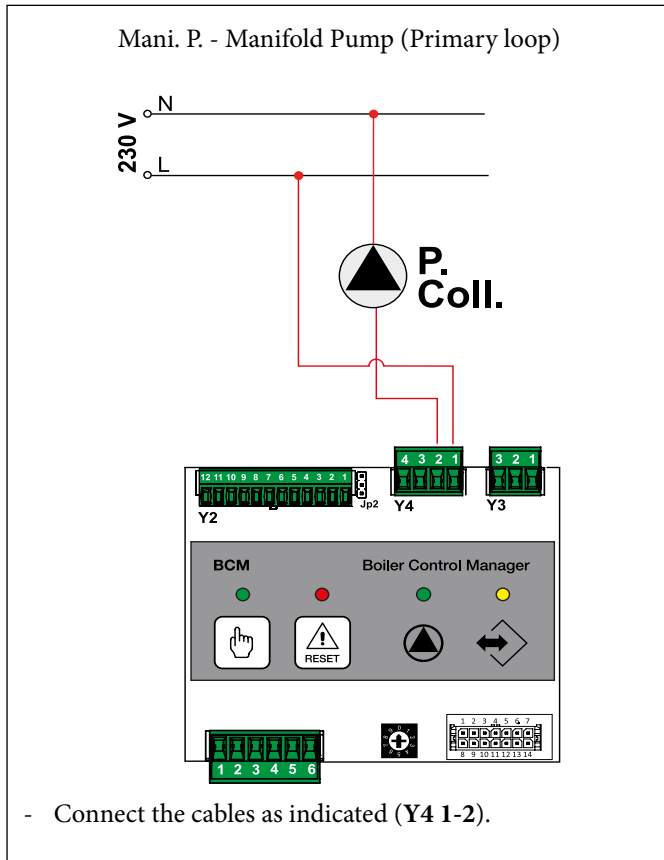 Mani. P. - Manifold Pump (Primary loop)
N
230 V
L
P.
Coll.
4 3 2 1
3 2 1
12 11 10 9 8 7 6 5 4 3 2 1
Jp2
Y2
Y4
Y3
BCM
Boiler Control Manager
RESET
1 2 3 4 5 6 7
8 9 10 11 12 13 14
1 2 3 4 5 6
- Connect the cables as indicated (Y4 1-2).